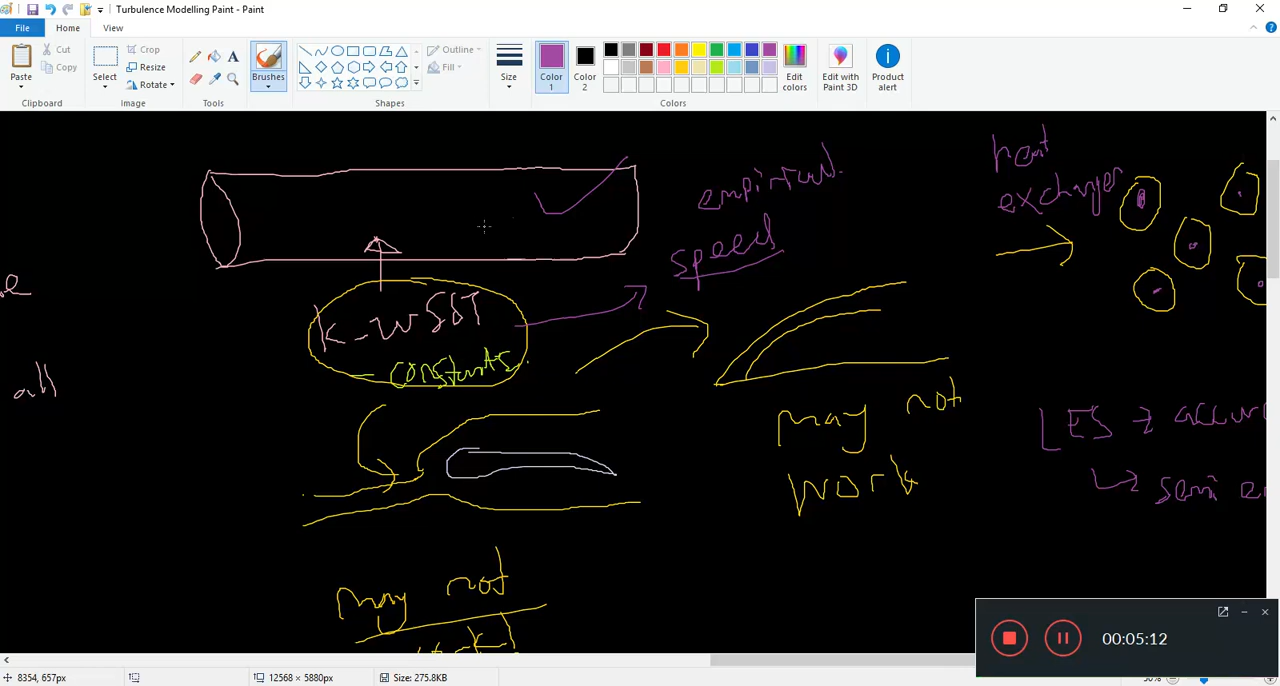 Turbulence Modelling Paint - Paint
File Home View
Paste
Cut
Copy
Clipboard
Select
Crop
Resize
Rotate
Image
Tools
Brushes
Shapes
Outline
Fill
Size
Color 1
Color 2
Edit colors
Colors
Edit with Paint 3D
Product alert
heat
exchanger
empirical
speed
K-W SST
- constants
all
may not
work
LES → accur
↳ semi e
may not
00:05:12
8354, 657px
12568 × 5880px
Size: 275.8KB
50%